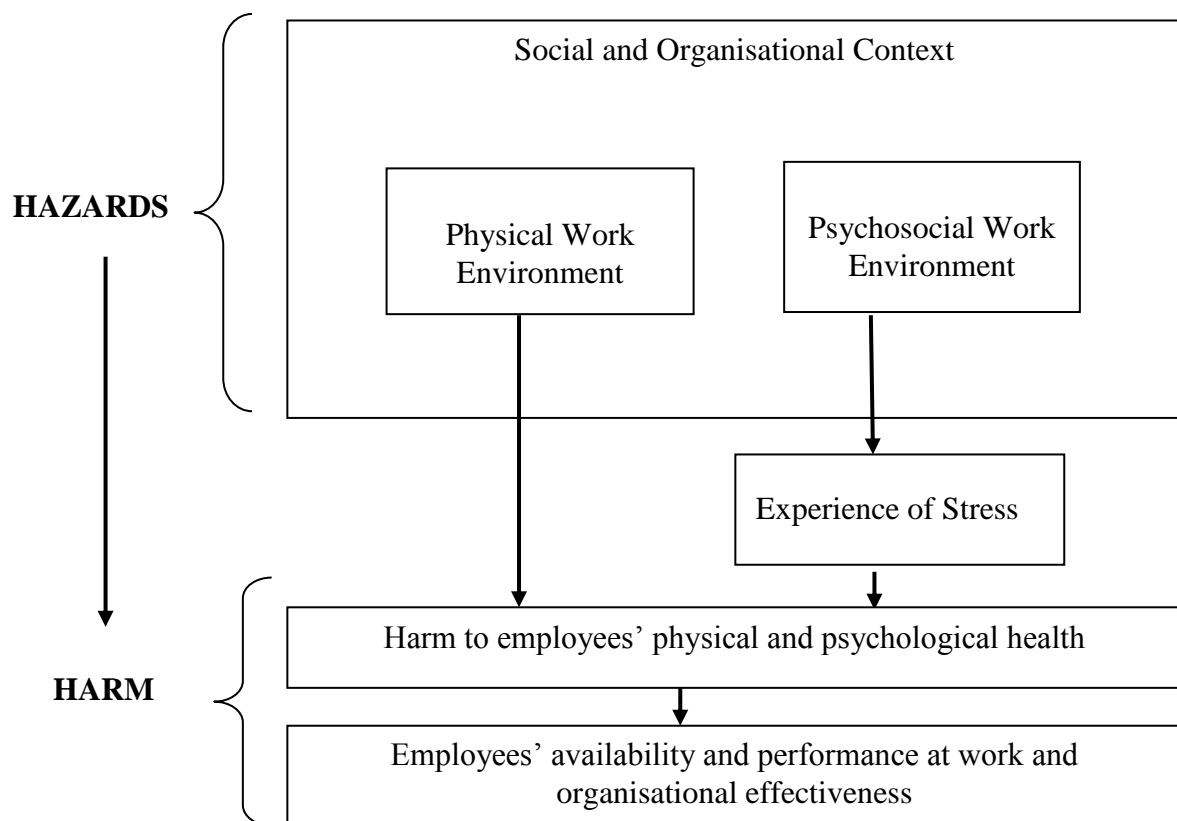 Social and Organisational Context
HAZARDS
Physical Work
Environment
Psychosocial Work
Environment
Experience of Stress
Harm to employees’ physical and psychological health
HARM
Employees’ availability and performance at work and
organisational effectiveness